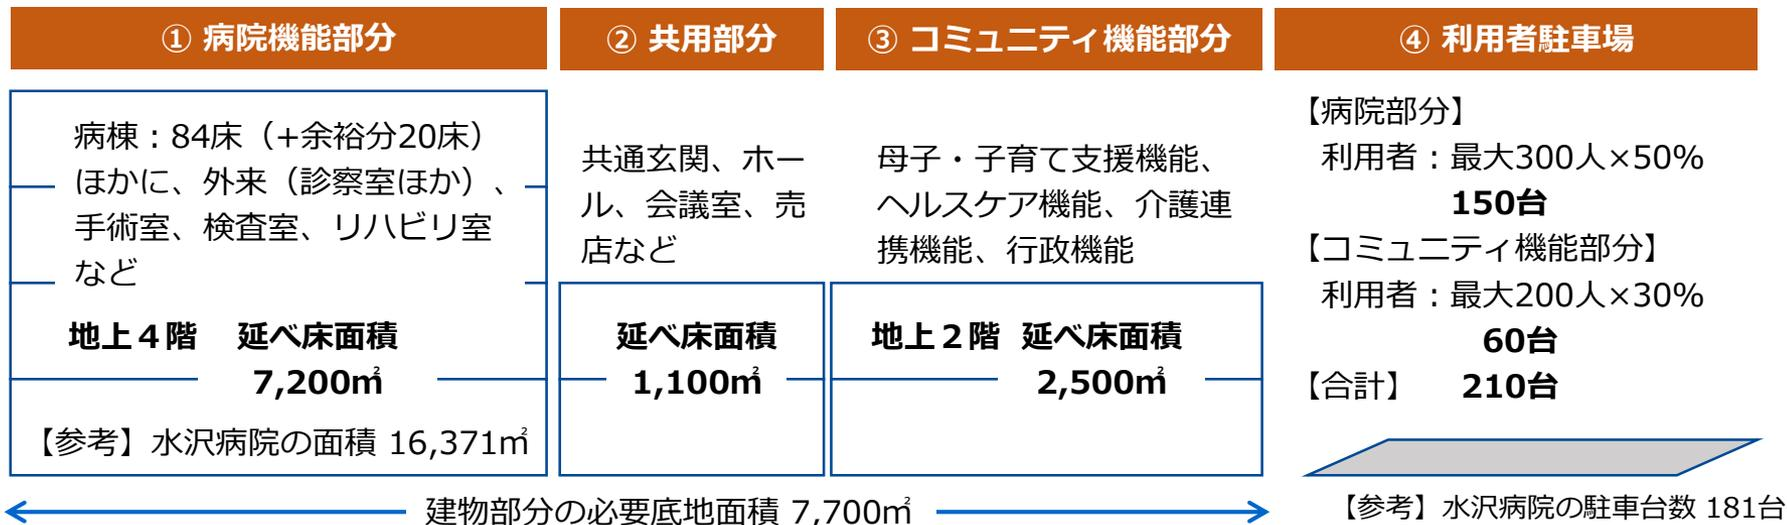 ① 病院機能部分
病棟：84床（+余裕分20床）
ほかに、外来（診察室ほか）、
手術室、検査室、リハビリ室
など
地上４階 延べ床面積
7,200㎡
【参考】水沢病院の面積 16,371㎡
② 共用部分
共通玄関、ホー
ル、会議室、売
店など
延べ床面積
1,100㎡
③ コミュニティ機能部分
母子・子育て支援機能、
ヘルスケア機能、介護連
携機能、行政機能
地上２階 延べ床面積
2,500㎡
建物部分の必要底地面積 7,700㎡
④ 利用者駐車場
【病院部分】
利用者：最大300人×50%
150台
【コミュニティ機能部分】
利用者：最大200人×30%
60台
【合計】 210台
【参考】水沢病院の駐車台数 181台